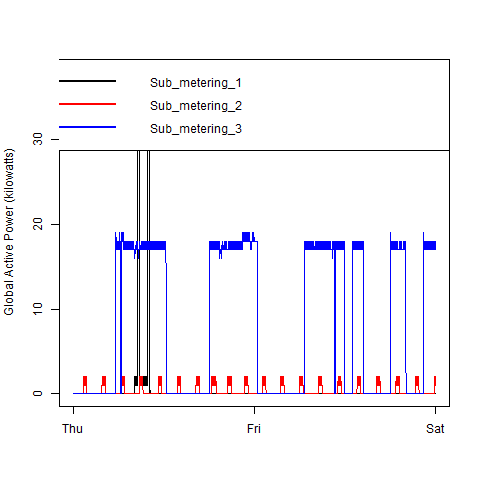 Sub_metering_1
Sub_metering_2
Sub_metering_3
Global Active Power (kilowatts)
30
20
10
0
Thu Fri Sat